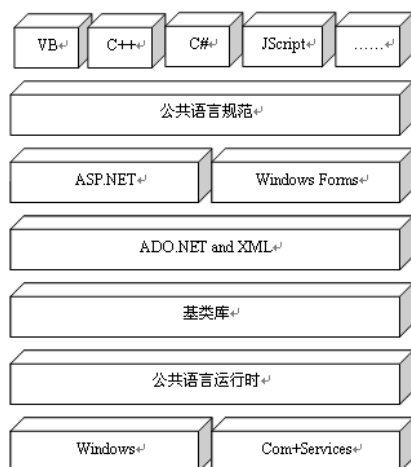 VB C++ C# JScript ……
公共语言规范
ASP.NET Windows Forms
ADO.NET and XML
基类库
公共语言运行时
Windows Com+Services